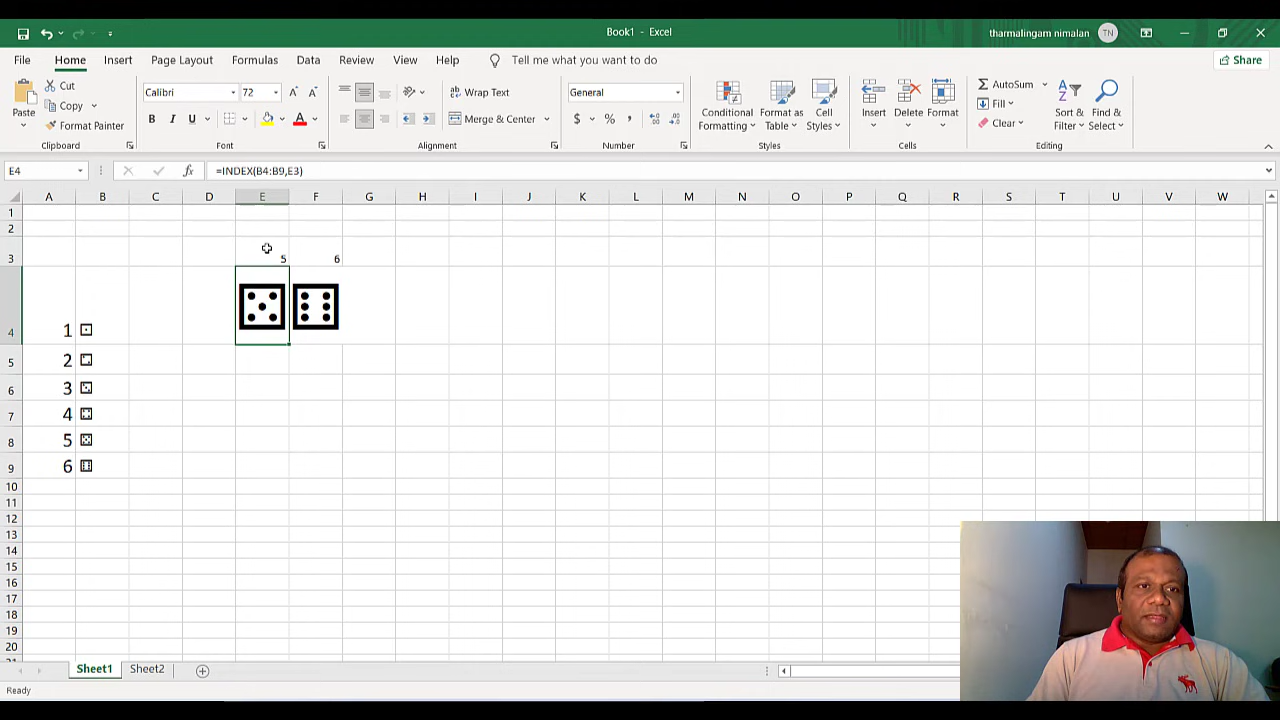 Book1 - Excel
tharmalingam nimalan TN
File Home Insert Page Layout Formulas Data Review View Help Tell me what you want to do Share
Paste Cut Copy Format Painter
Calibri 72
B I U A
Wrap Text
Merge & Center
General
$ % ,
Conditional Formatting
Format as Table
Cell Styles
Insert Delete Format
AutoSum
Fill
Clear
Sort & Filter
Find & Select
Clipboard Font Alignment Number Styles Cells Editing
E4 fx =INDEX(B4:B9,E3)
A B C D E F G H I J K L M N O P Q R S T U V W
1
2
3 5 6
4 1 ⚀ ⚄ ⚅
5 2 ⚁
6 3 ⚂
7 4 ⚃
8 5 ⚄
9 6 ⚅
10
11
12
13
14
15
16
17
18
19
20
Sheet1 Sheet2
Ready